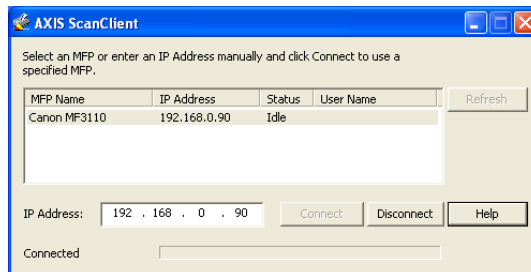 AXIS ScanClient
Select an MFP or enter an IP Address manually and click Connect to use a
specified MFP.
MFP Name IP Address Status User Name Refresh
Canon MF3110 192.168.0.90 Idle
IP Address: 192 . 168 . 0 . 90 Connect Disconnect Help
Connected